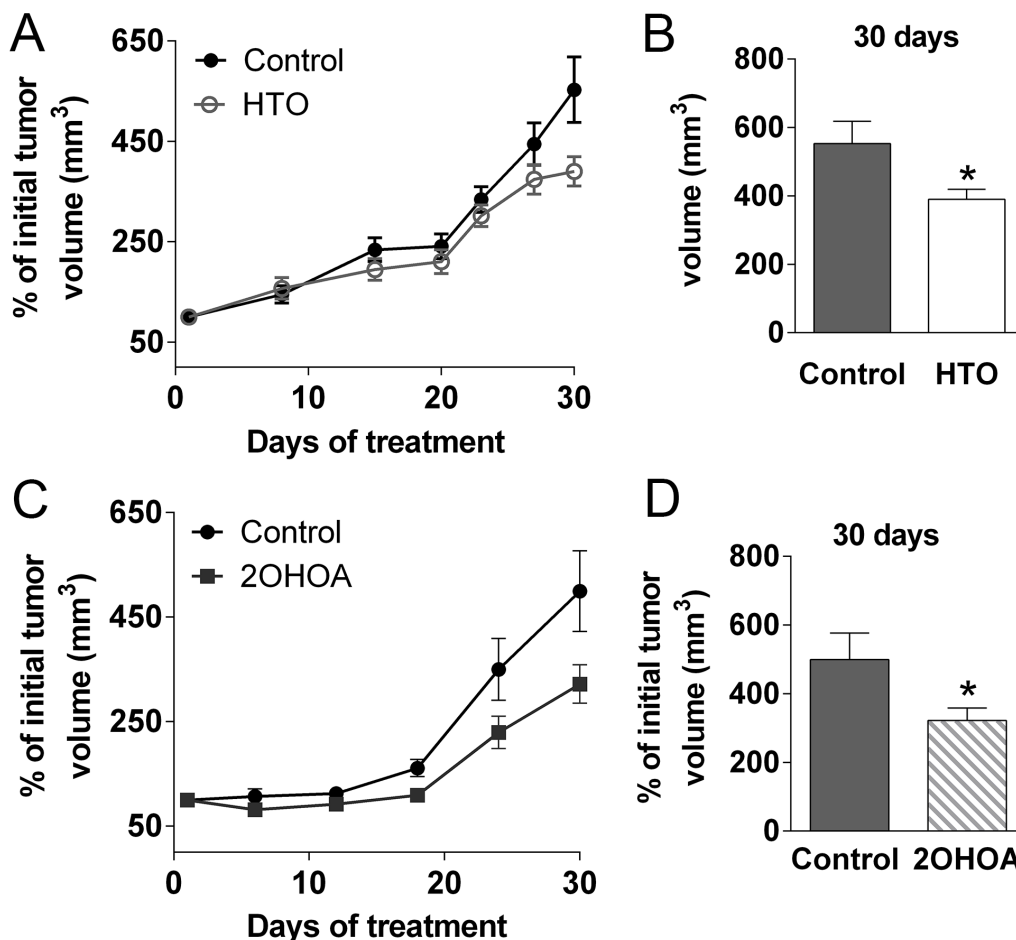 A
% of initial tumor
volume (mm³)
650
450
250
50
Control
HTO
0
10
20
30
Days of treatment
B
30 days
volume (mm³)
800
600
400
200
0
*
Control
HTO
C
% of initial tumor
volume (mm³)
650
450
250
50
Control
2OHOA
0
10
20
30
Days of treatment
D
30 days
% of initial tumor
volume (mm³)
800
600
400
200
0
*
Control
2OHOA